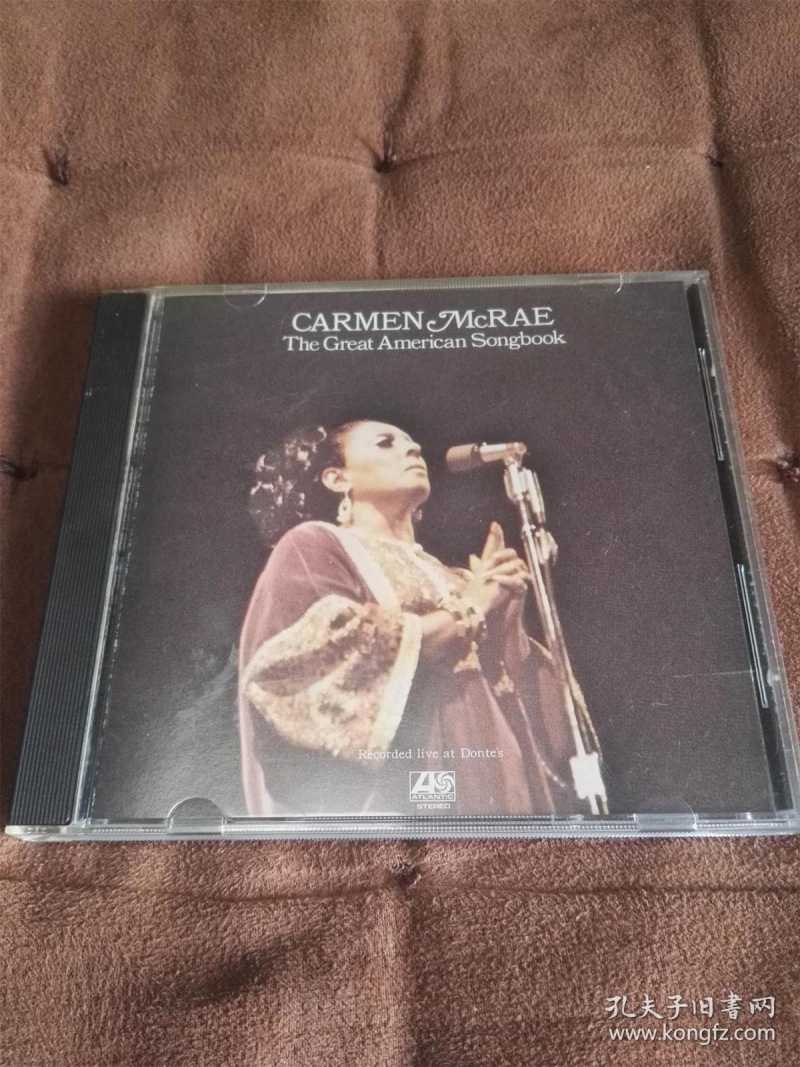 CARMEN McRAE
The Great American Songbook
Recorded live at Donte's
ATLANTIC
STEREO
孔夫子旧書网
www.kongfz.com